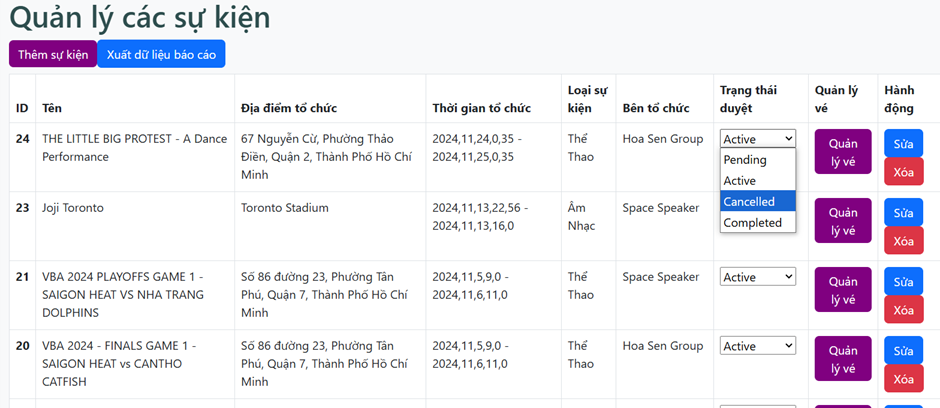 Quản lý các sự kiện
Thêm sự kiện Xuất dữ liệu báo cáo
ID Tên Địa điểm tổ chức Thời gian tổ chức Loại sự kiện Bên tổ chức Trạng thái duyệt Quản lý vé Hành động
24 THE LITTLE BIG PROTEST - A Dance Performance 67 Nguyễn Cừ, Phường Thảo Điền, Quận 2, Thành Phố Hồ Chí Minh 2024,11,24,0,35 - 2024,11,25,0,35 Thể Thao Hoa Sen Group Active Quản lý vé Sửa Xóa
Pending
Active
Cancelled
Completed
23 Joji Toronto Toronto Stadium 2024,11,13,22,56 - 2024,11,13,16,0 Âm Nhạc Space Speaker Quản lý vé Sửa Xóa
21 VBA 2024 PLAYOFFS GAME 1 - SAIGON HEAT VS NHA TRANG DOLPHINS Số 86 đường 23, Phường Tân Phú, Quận 7, Thành Phố Hồ Chí Minh 2024,11,5,9,0 - 2024,11,6,11,0 Thể Thao Space Speaker Active Quản lý vé Sửa Xóa
20 VBA 2024 - FINALS GAME 1 - SAIGON HEAT vs CANTHO CATFISH Số 86 đường 23, Phường Tân Phú, Quận 7, Thành Phố Hồ Chí Minh 2024,11,5,9,0 - 2024,11,6,11,0 Thể Thao Hoa Sen Group Active Quản lý vé Sửa Xóa